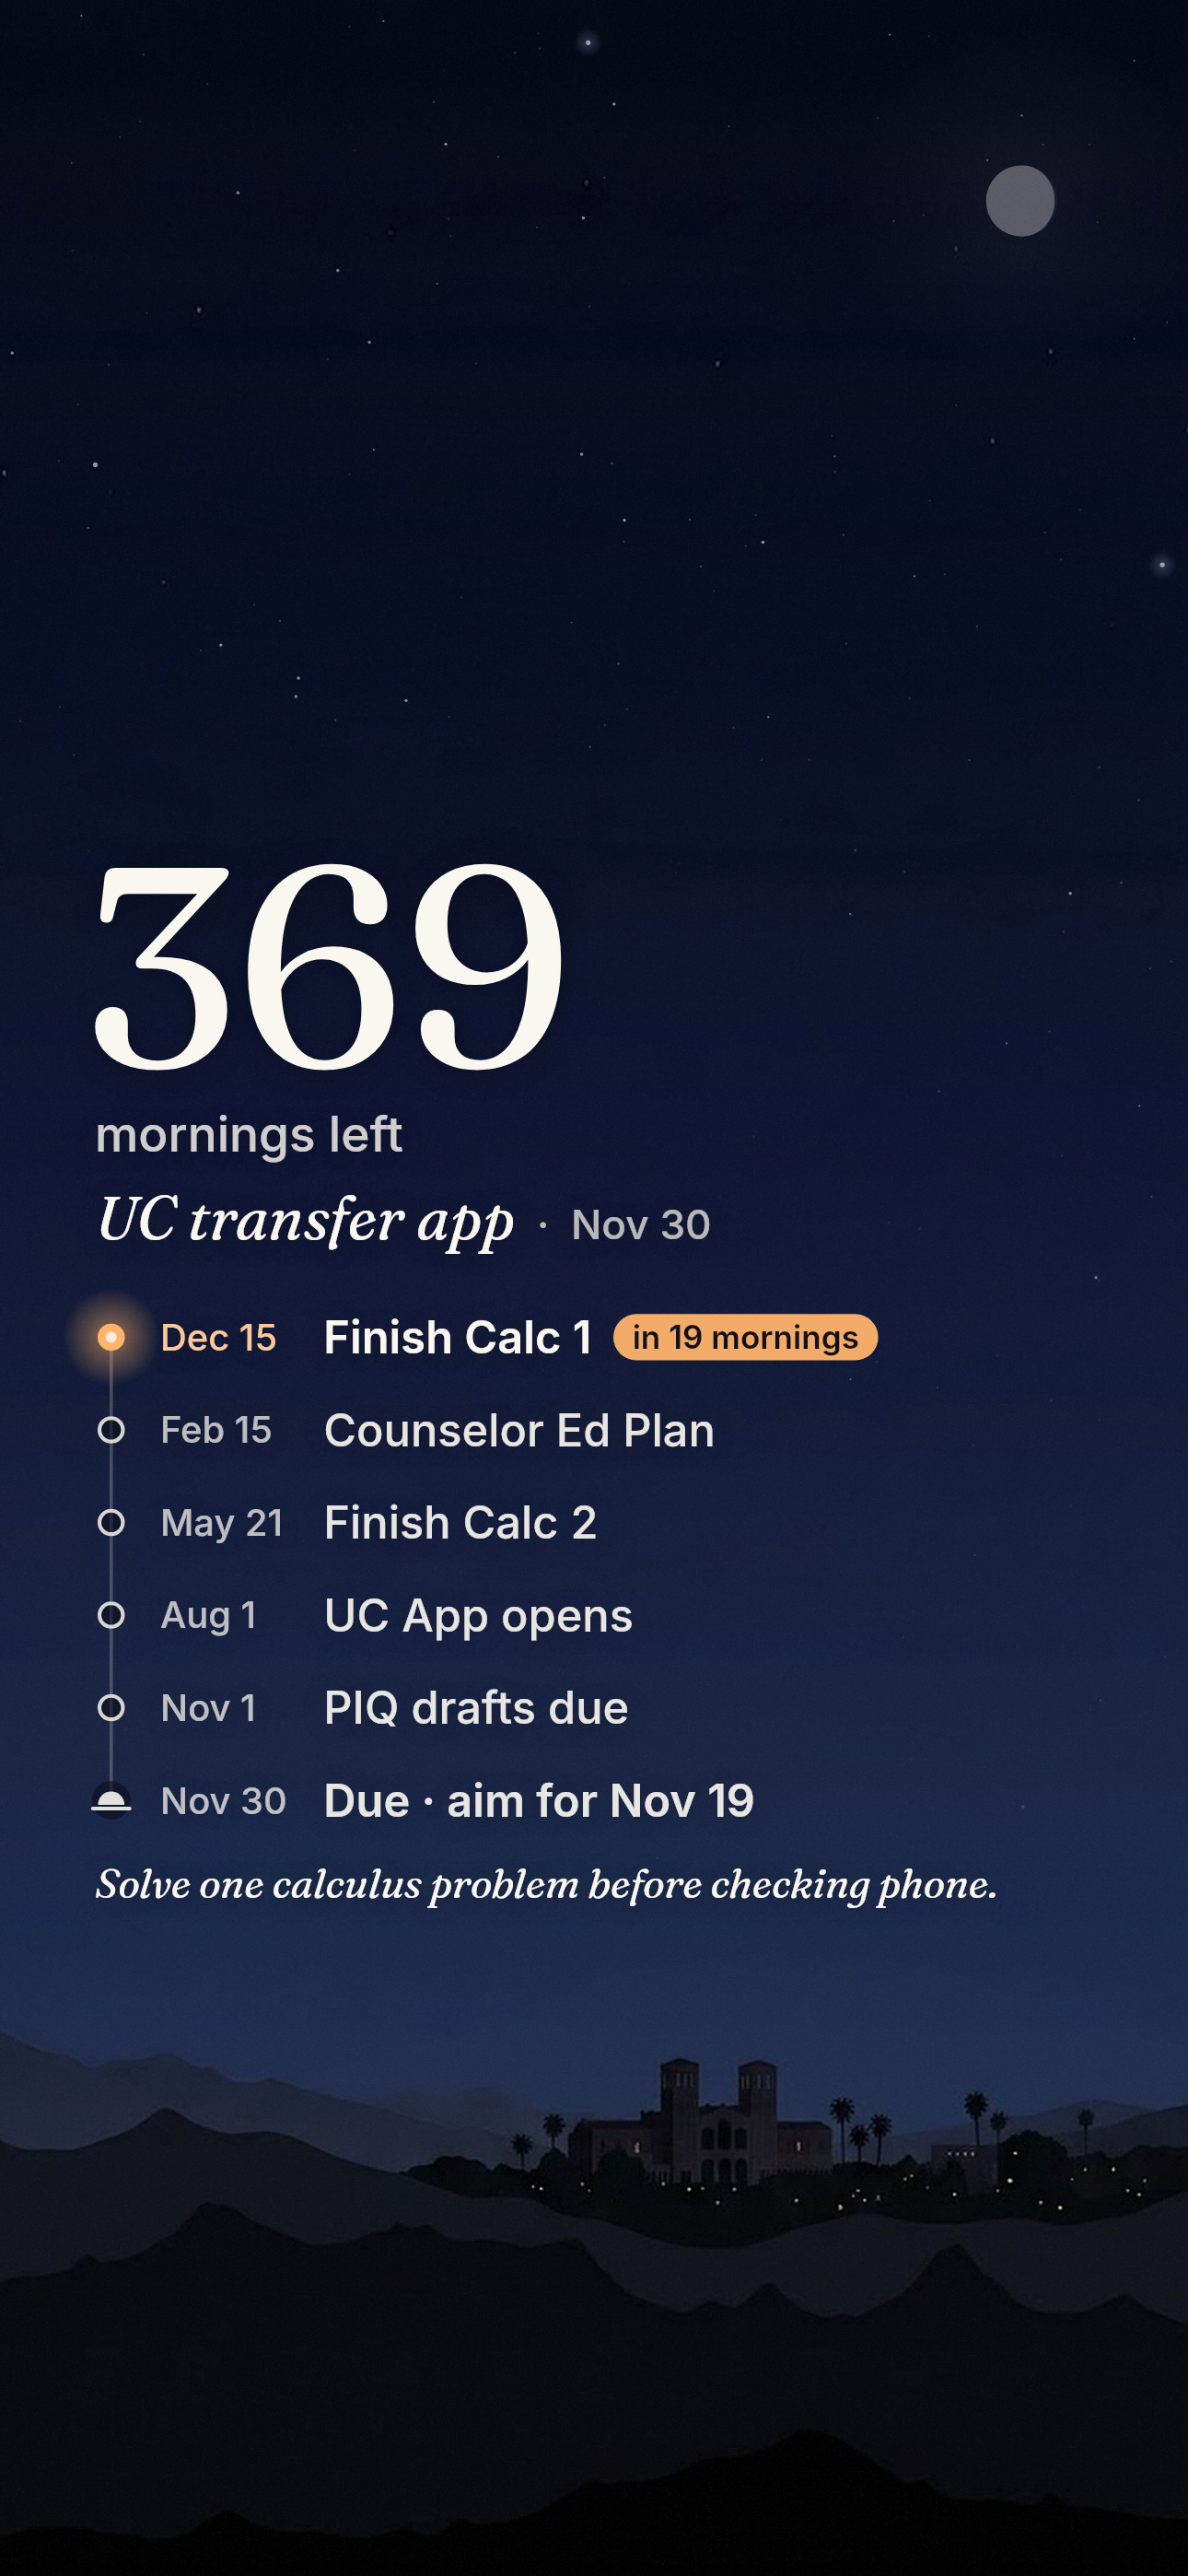 369
mornings left
UC transfer app · Nov 30
Dec 15 Finish Calc 1 in 19 mornings
Feb 15 Counselor Ed Plan
May 21 Finish Calc 2
Aug 1 UC App opens
Nov 1 PIQ drafts due
Nov 30 Due · aim for Nov 19
Solve one calculus problem before checking phone.